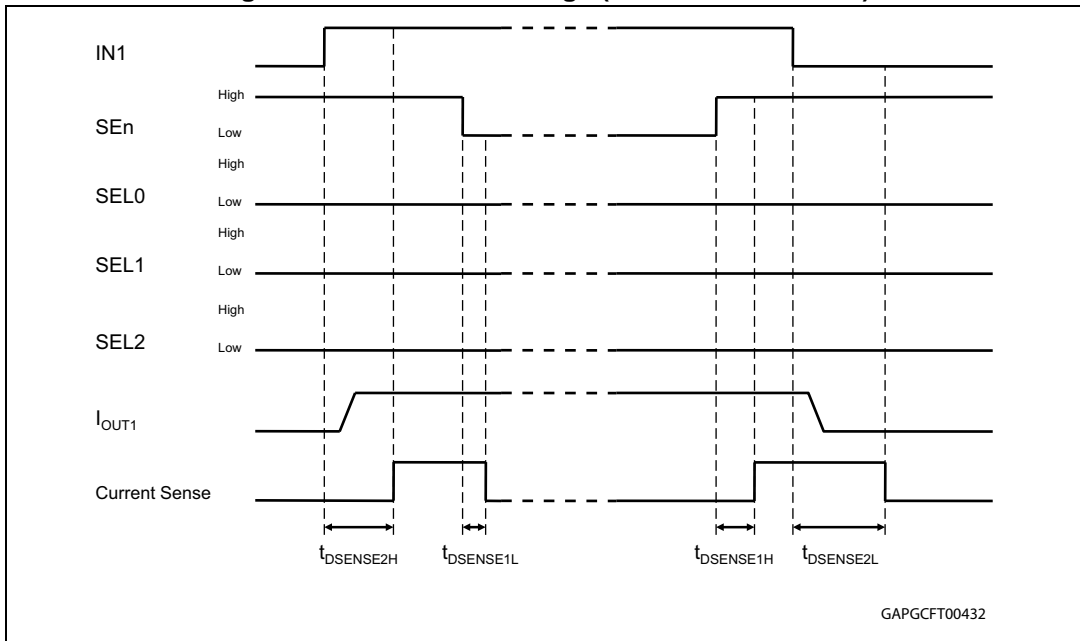 IN1
High
SEn
Low
High
SEL0
Low
High
SEL1
Low
High
SEL2
Low
IOUT1
Current Sense
tDSENSE2H tDSENSE1L tDSENSE1H tDSENSE2L
GAPGCFT00432